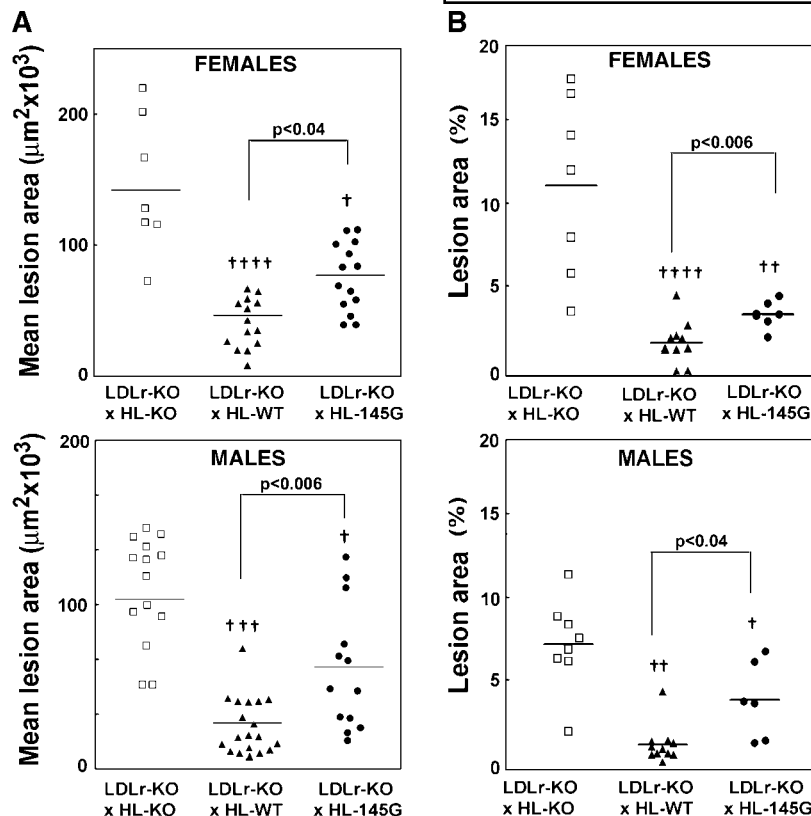 A
FEMALES
Mean lesion area (µm²x10³)
200
100
0
p<0.04
††††
†
LDLr-KO
x HL-KO
LDLr-KO
x HL-WT
LDLr-KO
x HL-145G
B
FEMALES
Lesion area (%)
20
15
10
5
0
p<0.006
††††
††
LDLr-KO
x HL-KO
LDLr-KO
x HL-WT
LDLr-KO
x HL-145G
MALES
Mean lesion area (µm²x10³)
200
100
0
p<0.006
†††
†
LDLr-KO
x HL-KO
LDLr-KO
x HL-WT
LDLr-KO
x HL-145G
MALES
Lesion area (%)
20
15
10
5
0
p<0.04
††
†
LDLr-KO
x HL-KO
LDLr-KO
x HL-WT
LDLr-KO
x HL-145G